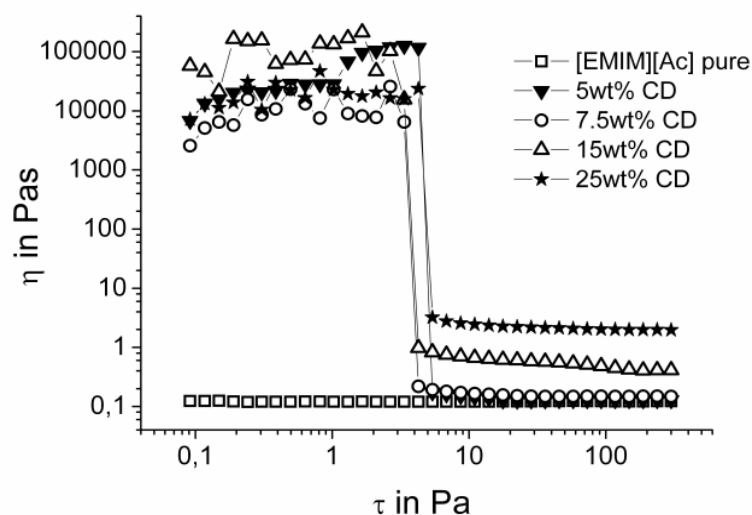 100000
10000
1000
100
10
1
0,1
η in Pas
0,1
1
10
100
τ in Pa
[EMIM][Ac] pure
5wt% CD
7.5wt% CD
15wt% CD
25wt% CD